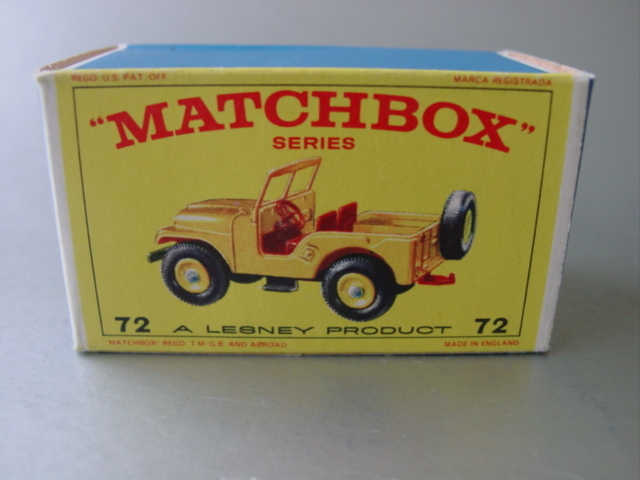 REGD. U.S. PAT. OFF. MARCA REGISTRADA
"MATCHBOX"
SERIES
72 A LESNEY PRODUCT 72
MATCHBOX' REGD. T.M. G.B. AND ABROAD MADE IN ENGLAND